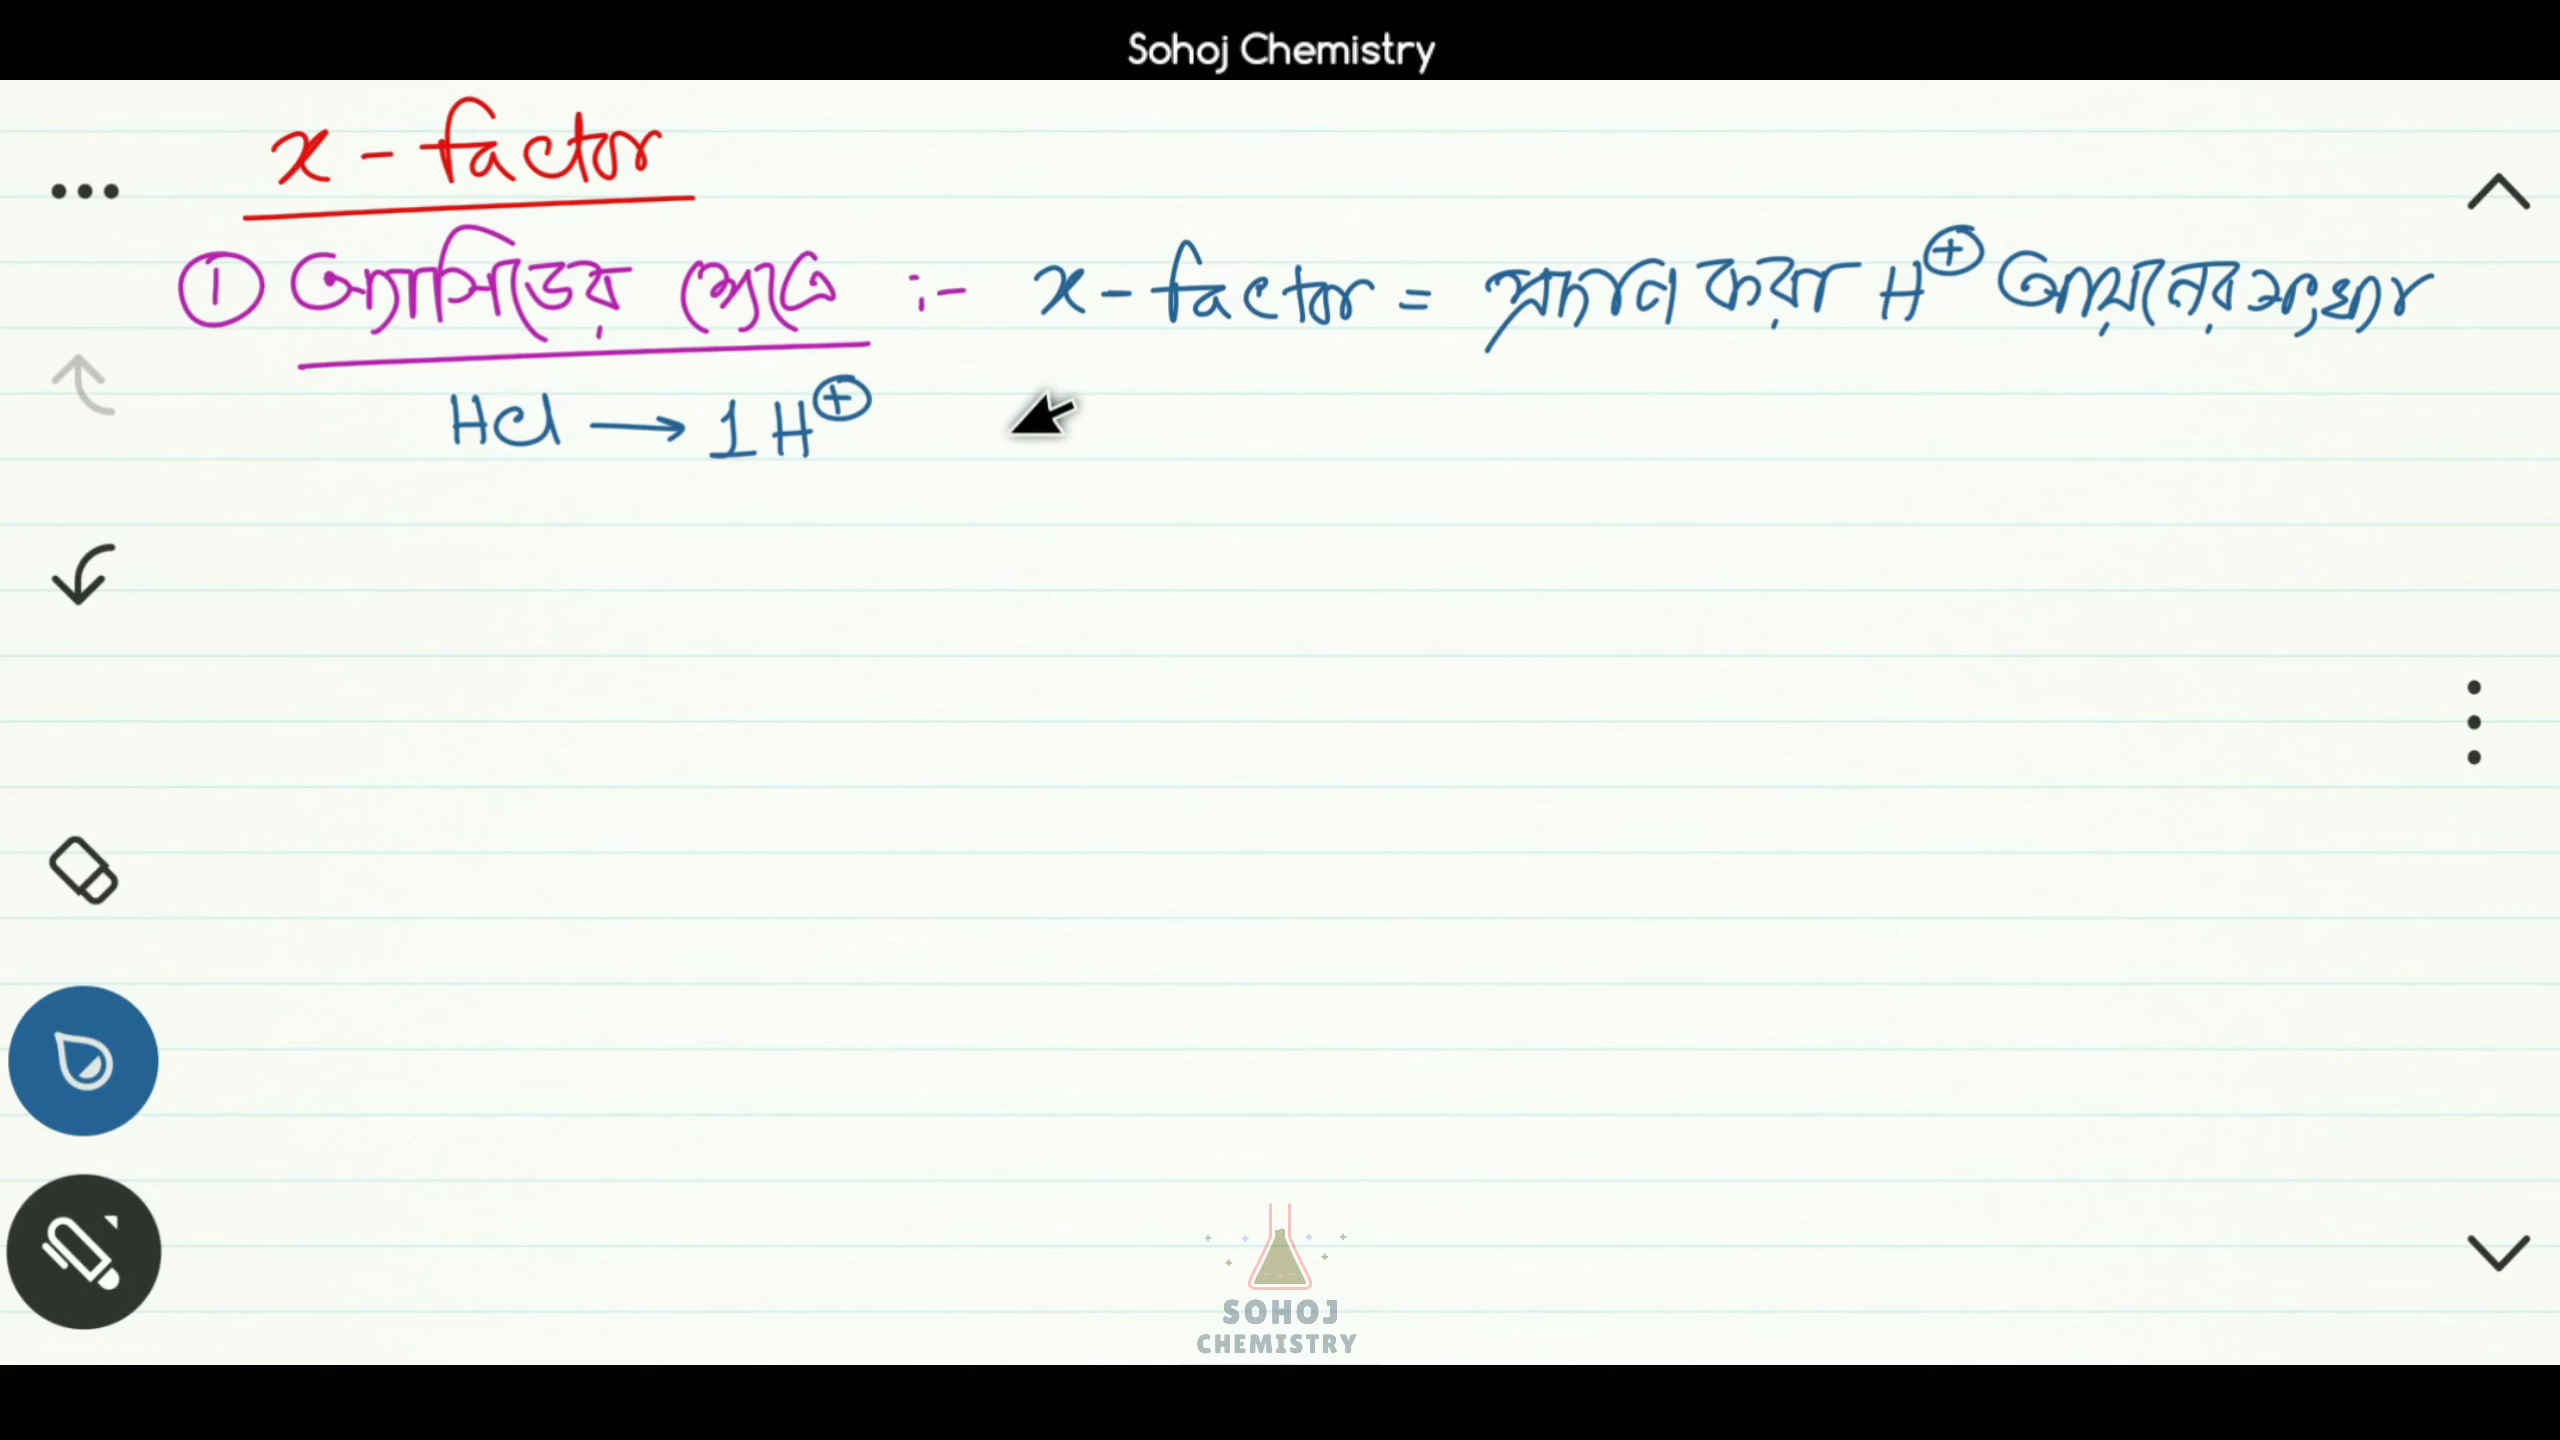 Sohoj Chemistry
x - factor
① অ্যাসিডের ক্ষেত্রে :- x - factor = প্রদান করা H⊕ আয়নের সংখ্যা
HCl → 1 H⊕
SOHOJ
CHEMISTRY